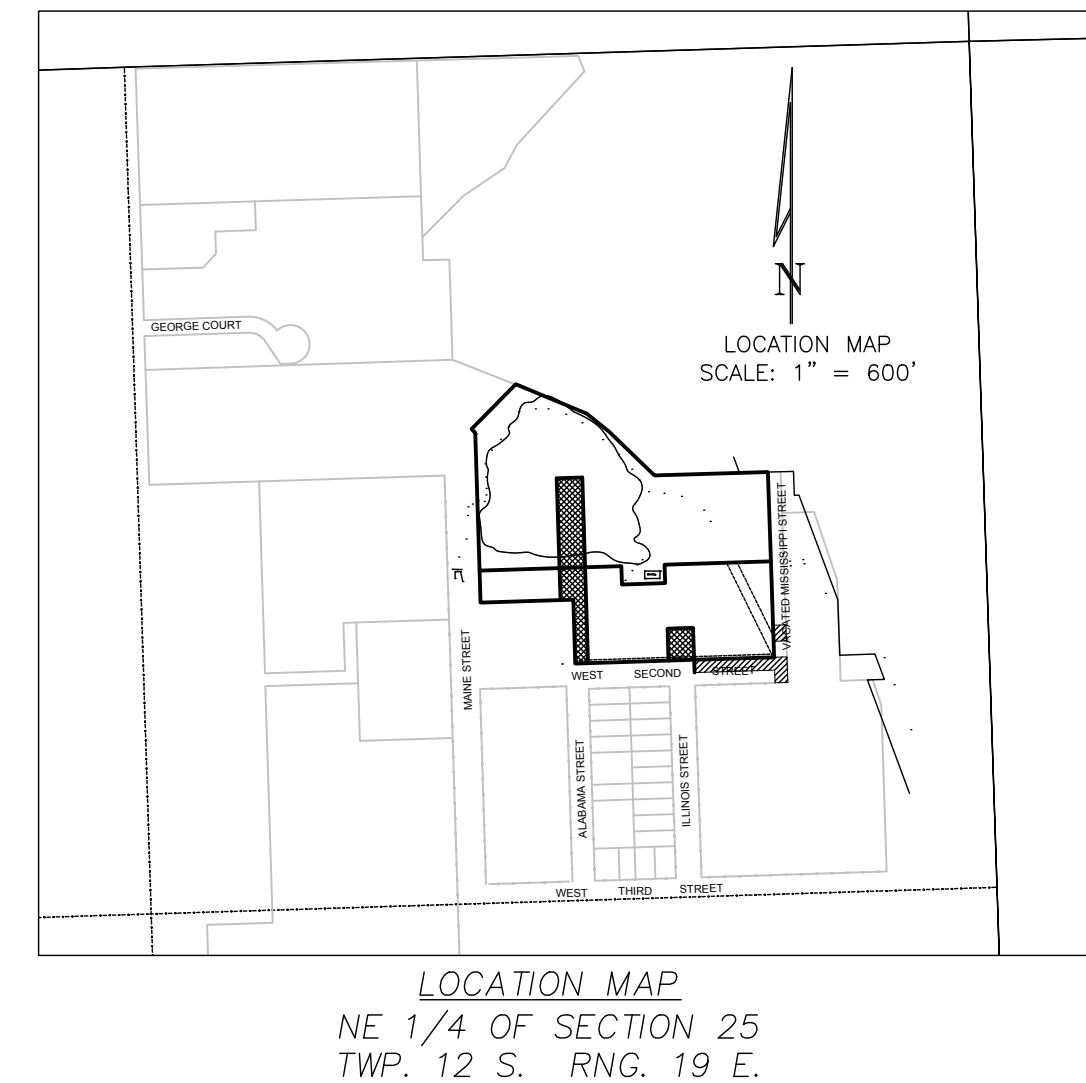 N
LOCATION MAP
SCALE: 1" = 600'
GEORGE COURT
VACATED MISSISSIPPI STREET
MAINE STREET
WEST SECOND STREET
ALABAMA STREET
ILLINOIS STREET
WEST THIRD STREET
LOCATION MAP
NE 1/4 OF SECTION 25
TWP. 12 S. RNG. 19 E.